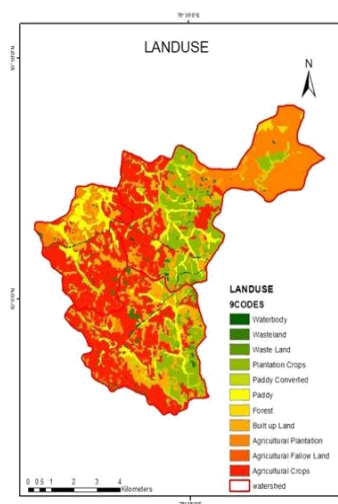 LANDUSE
N
LANDUSE
9CODES
Waterbody
Wasteland
Waste Land
Plantation Crops
Paddy Converted
Paddy
Forest
Built up Land
Agricultural Plantation
Agricultural Fallow Land
Agricultural Crops
watershed
0 0.5 1 2 3 4
Kilometers